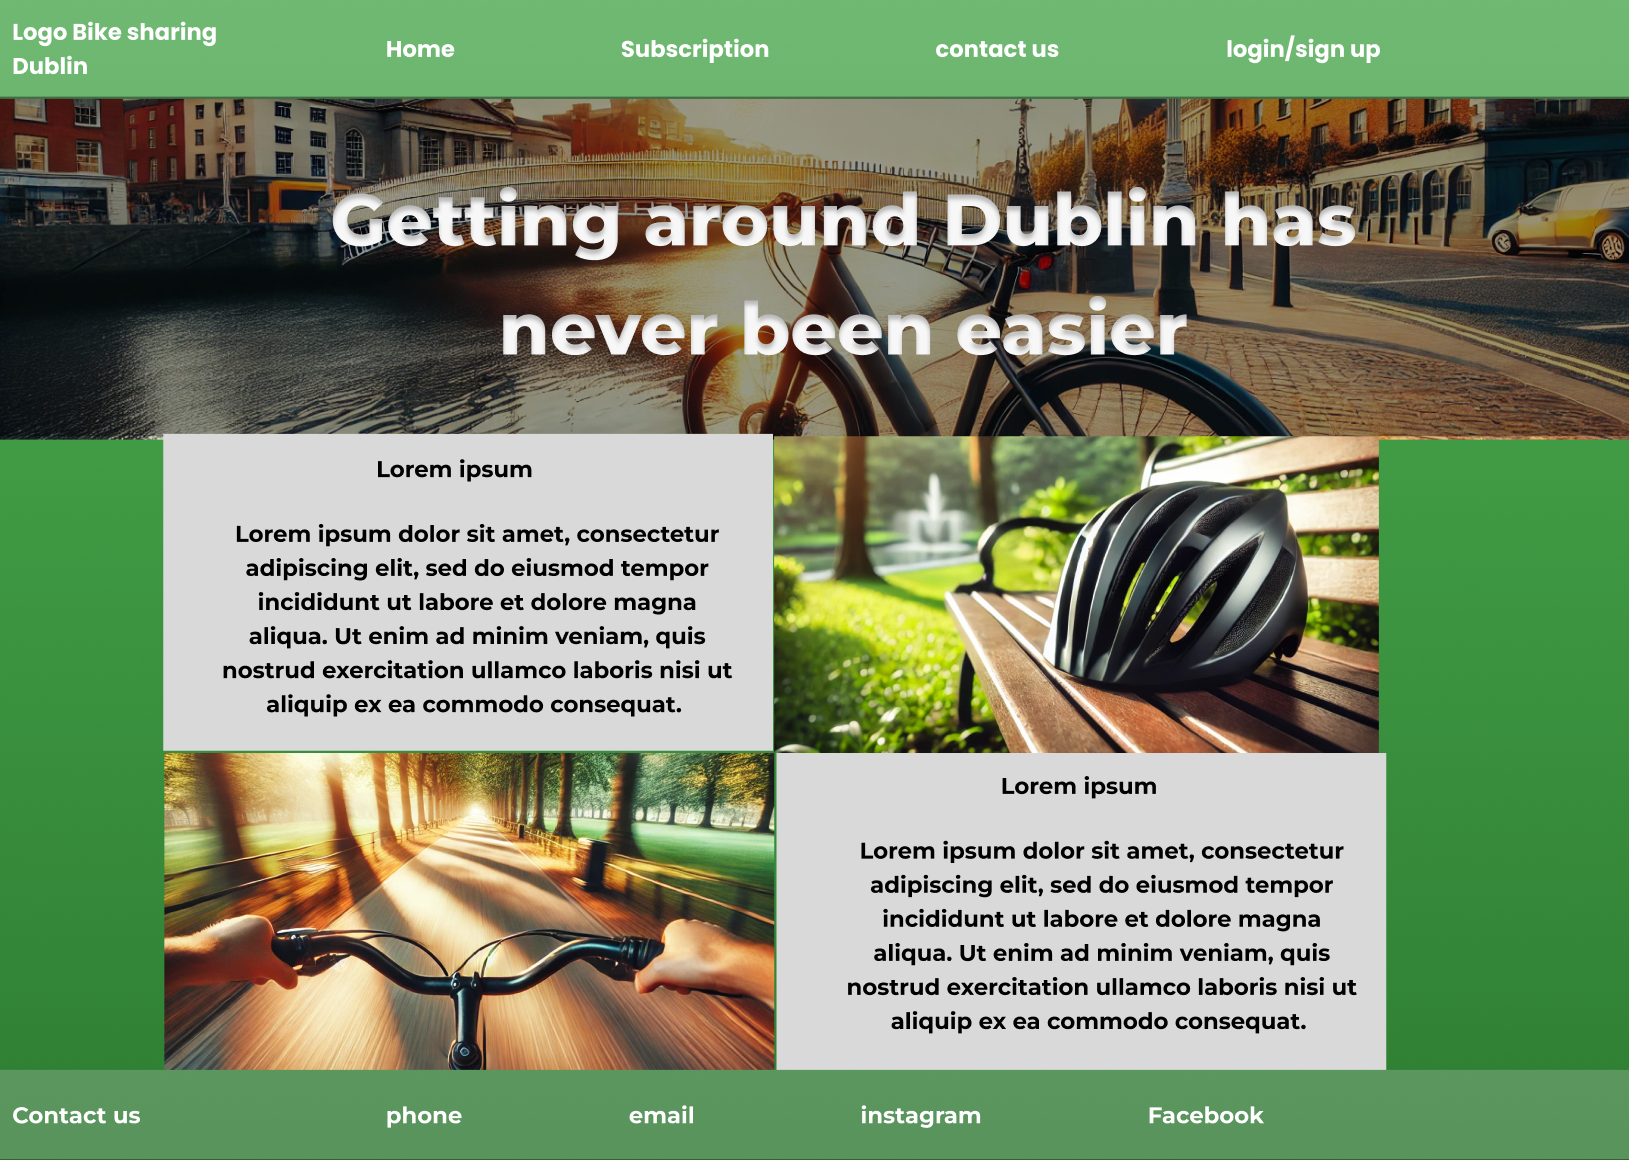 Logo Bike sharing
Dublin
Home
Subscription
contact us
login/sign up
Getting around Dublin has
never been easier
Lorem ipsum
Lorem ipsum dolor sit amet, consectetur
adipiscing elit, sed do eiusmod tempor
incididunt ut labore et dolore magna
aliqua. Ut enim ad minim veniam, quis
nostrud exercitation ullamco laboris nisi ut
aliquip ex ea commodo consequat.
Lorem ipsum
Lorem ipsum dolor sit amet, consectetur
adipiscing elit, sed do eiusmod tempor
incididunt ut labore et dolore magna
aliqua. Ut enim ad minim veniam, quis
nostrud exercitation ullamco laboris nisi ut
aliquip ex ea commodo consequat.
Contact us
phone
email
instagram
Facebook